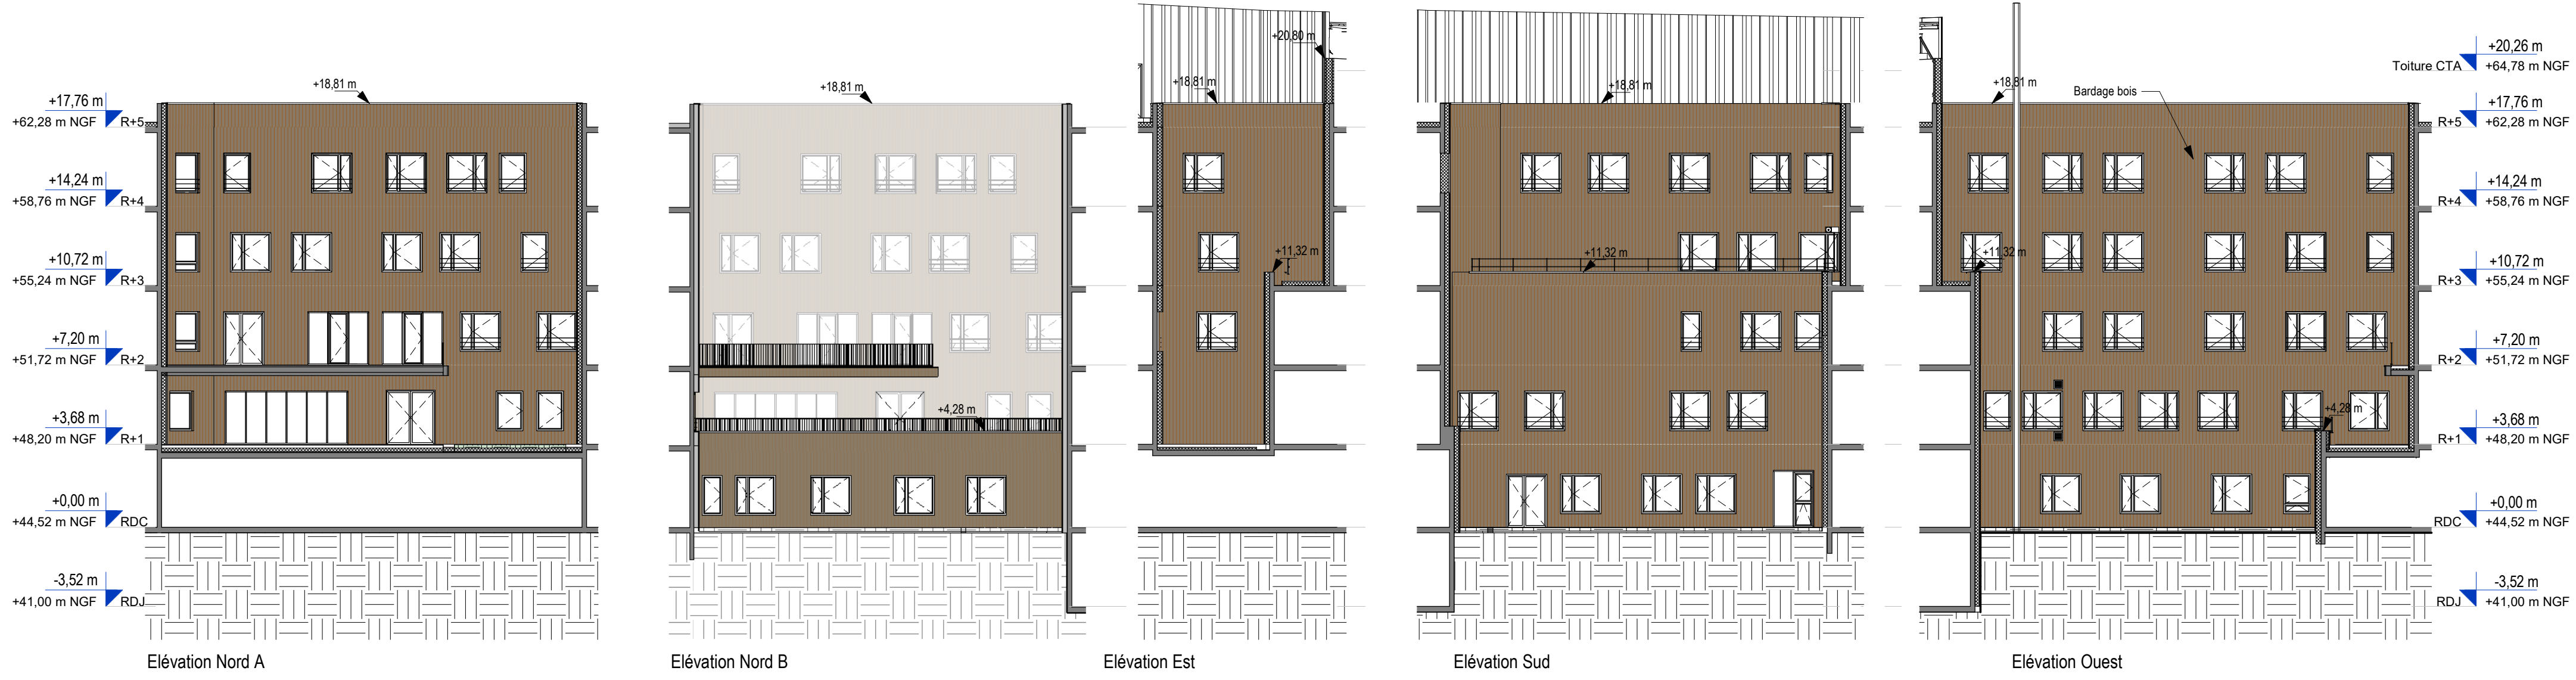 +17,76 m
+62,28 m NGF R+5
+14,24 m
+58,76 m NGF R+4
+10,72 m
+55,24 m NGF R+3
+7,20 m
+51,72 m NGF R+2
+3,68 m
+48,20 m NGF R+1
+0,00 m
+44,52 m NGF RDC
-3,52 m
+41,00 m NGF RDJ
+18,81 m
Elévation Nord A
+18,81 m
+4,28 m
Elévation Nord B
+20,80 m
+18,81 m
+11,32 m
Elévation Est
+18,81 m
+11,32 m
Elévation Sud
+18,81 m
Bardage bois
+11,32 m
+4,28 m
Elévation Ouest
+20,26 m
Toiture CTA +64,78 m NGF
+17,76 m
R+5 +62,28 m NGF
+14,24 m
R+4 +58,76 m NGF
+10,72 m
R+3 +55,24 m NGF
+7,20 m
R+2 +51,72 m NGF
+3,68 m
R+1 +48,20 m NGF
+0,00 m
RDC +44,52 m NGF
-3,52 m
RDJ +41,00 m NGF